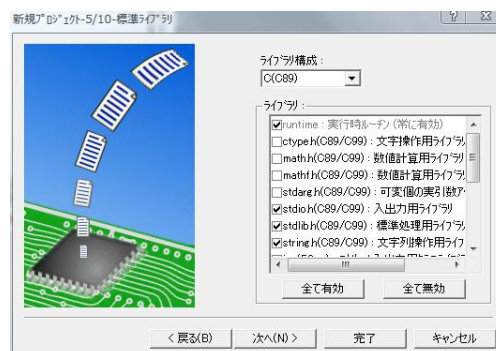 新規ﾌﾟﾛｼﾞｪｸﾄ-5/10-標準ﾗｲﾌﾞﾗﾘ
ﾗｲﾌﾞﾗﾘ構成 :
C(C89)
ﾗｲﾌﾞﾗﾘ :
runtime : 実行時ﾙｰﾁﾝ (常に有効)
ctype.h(C89/C99) : 文字操作用ﾗｲﾌﾞﾗ
math.h(C89/C99) : 数値計算用ﾗｲﾌﾞﾗﾘ
mathf.h(C89/C99) : 数値計算用ﾗｲﾌﾞﾗ
stdarg.h(C89/C99) : 可変個の実引数ｱ
stdio.h(C89/C99) : 入出力用ﾗｲﾌﾞﾗﾘ
stdlib.h(C89/C99) : 標準処理用ﾗｲﾌﾞﾗ
string.h(C89/C99) : 文字列操作用ﾗｲﾌ
全て有効 全て無効
< 戻る(B) 次へ(N) > 完了 キャンセル